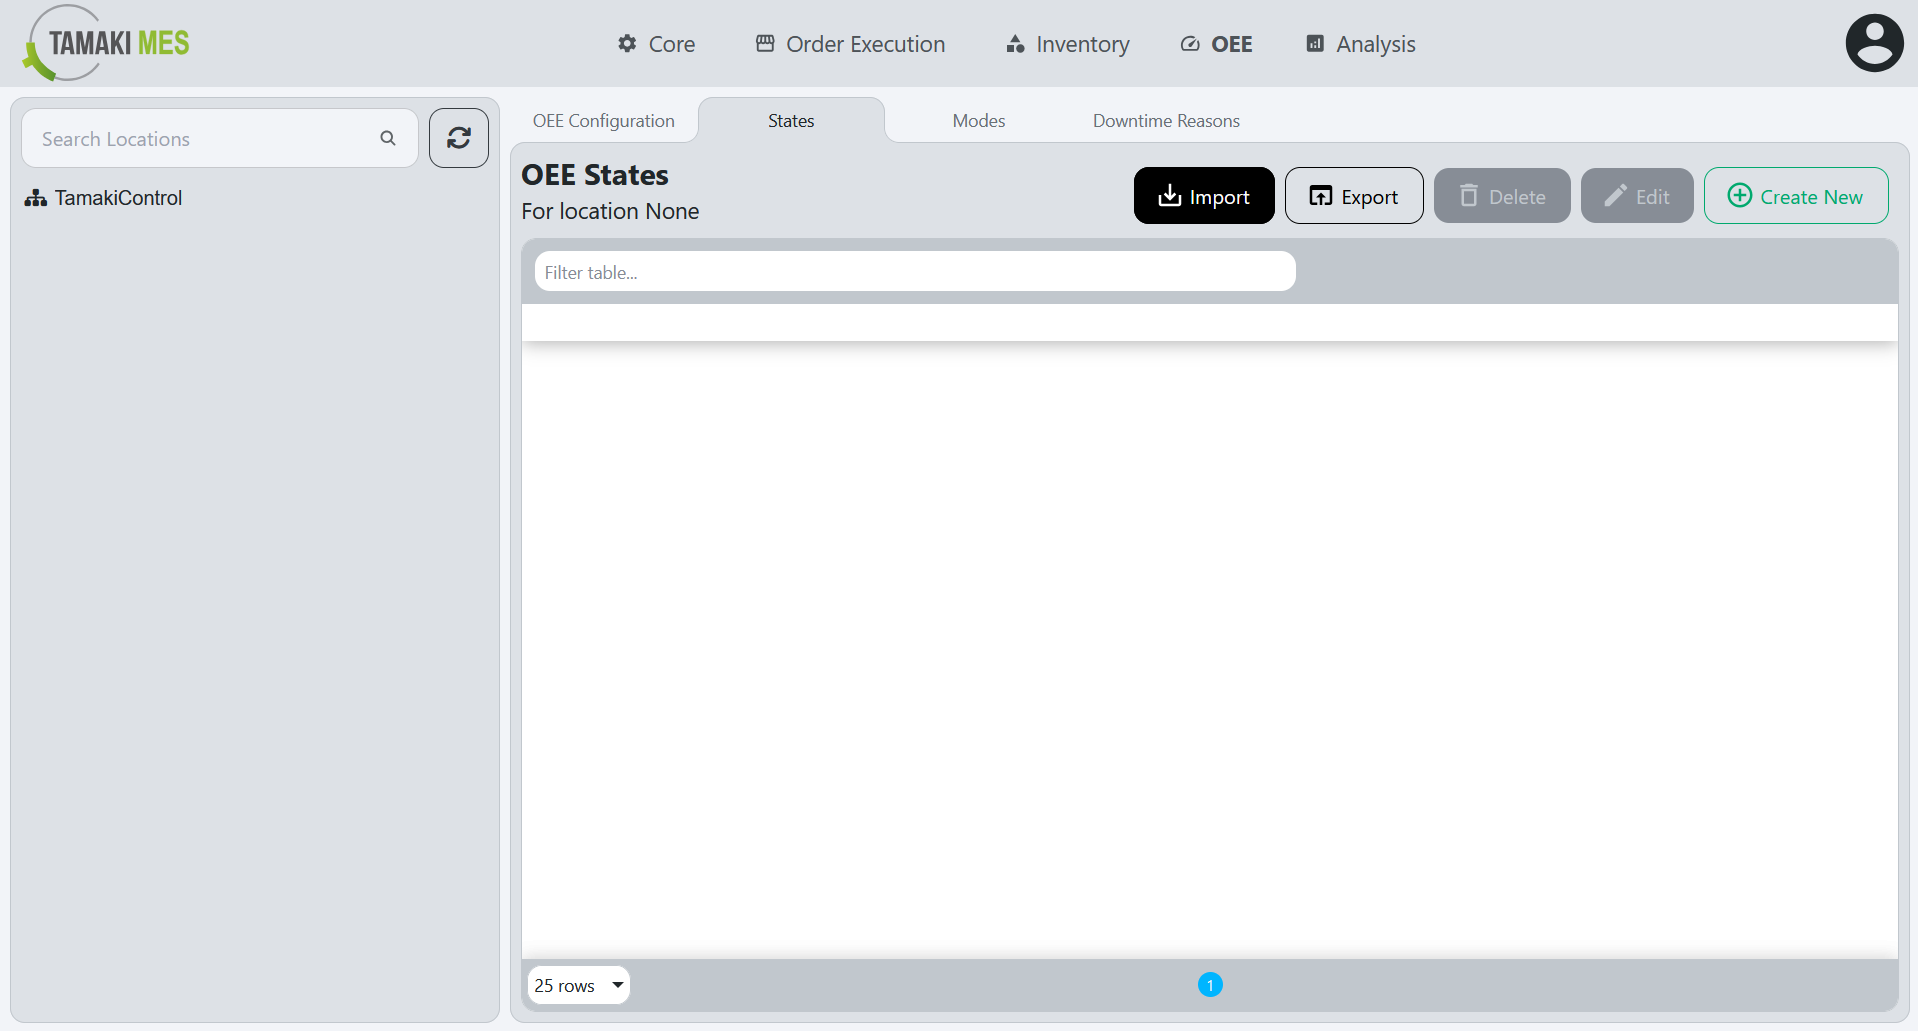 TAMAKI MES
Core
Order Execution
Inventory
OEE
Analysis
Search Locations
TamakiControl
OEE Configuration
States
Modes
Downtime Reasons
OEE States
For location None
Import
Export
Delete
Edit
Create New
Filter table...
25 rows
1